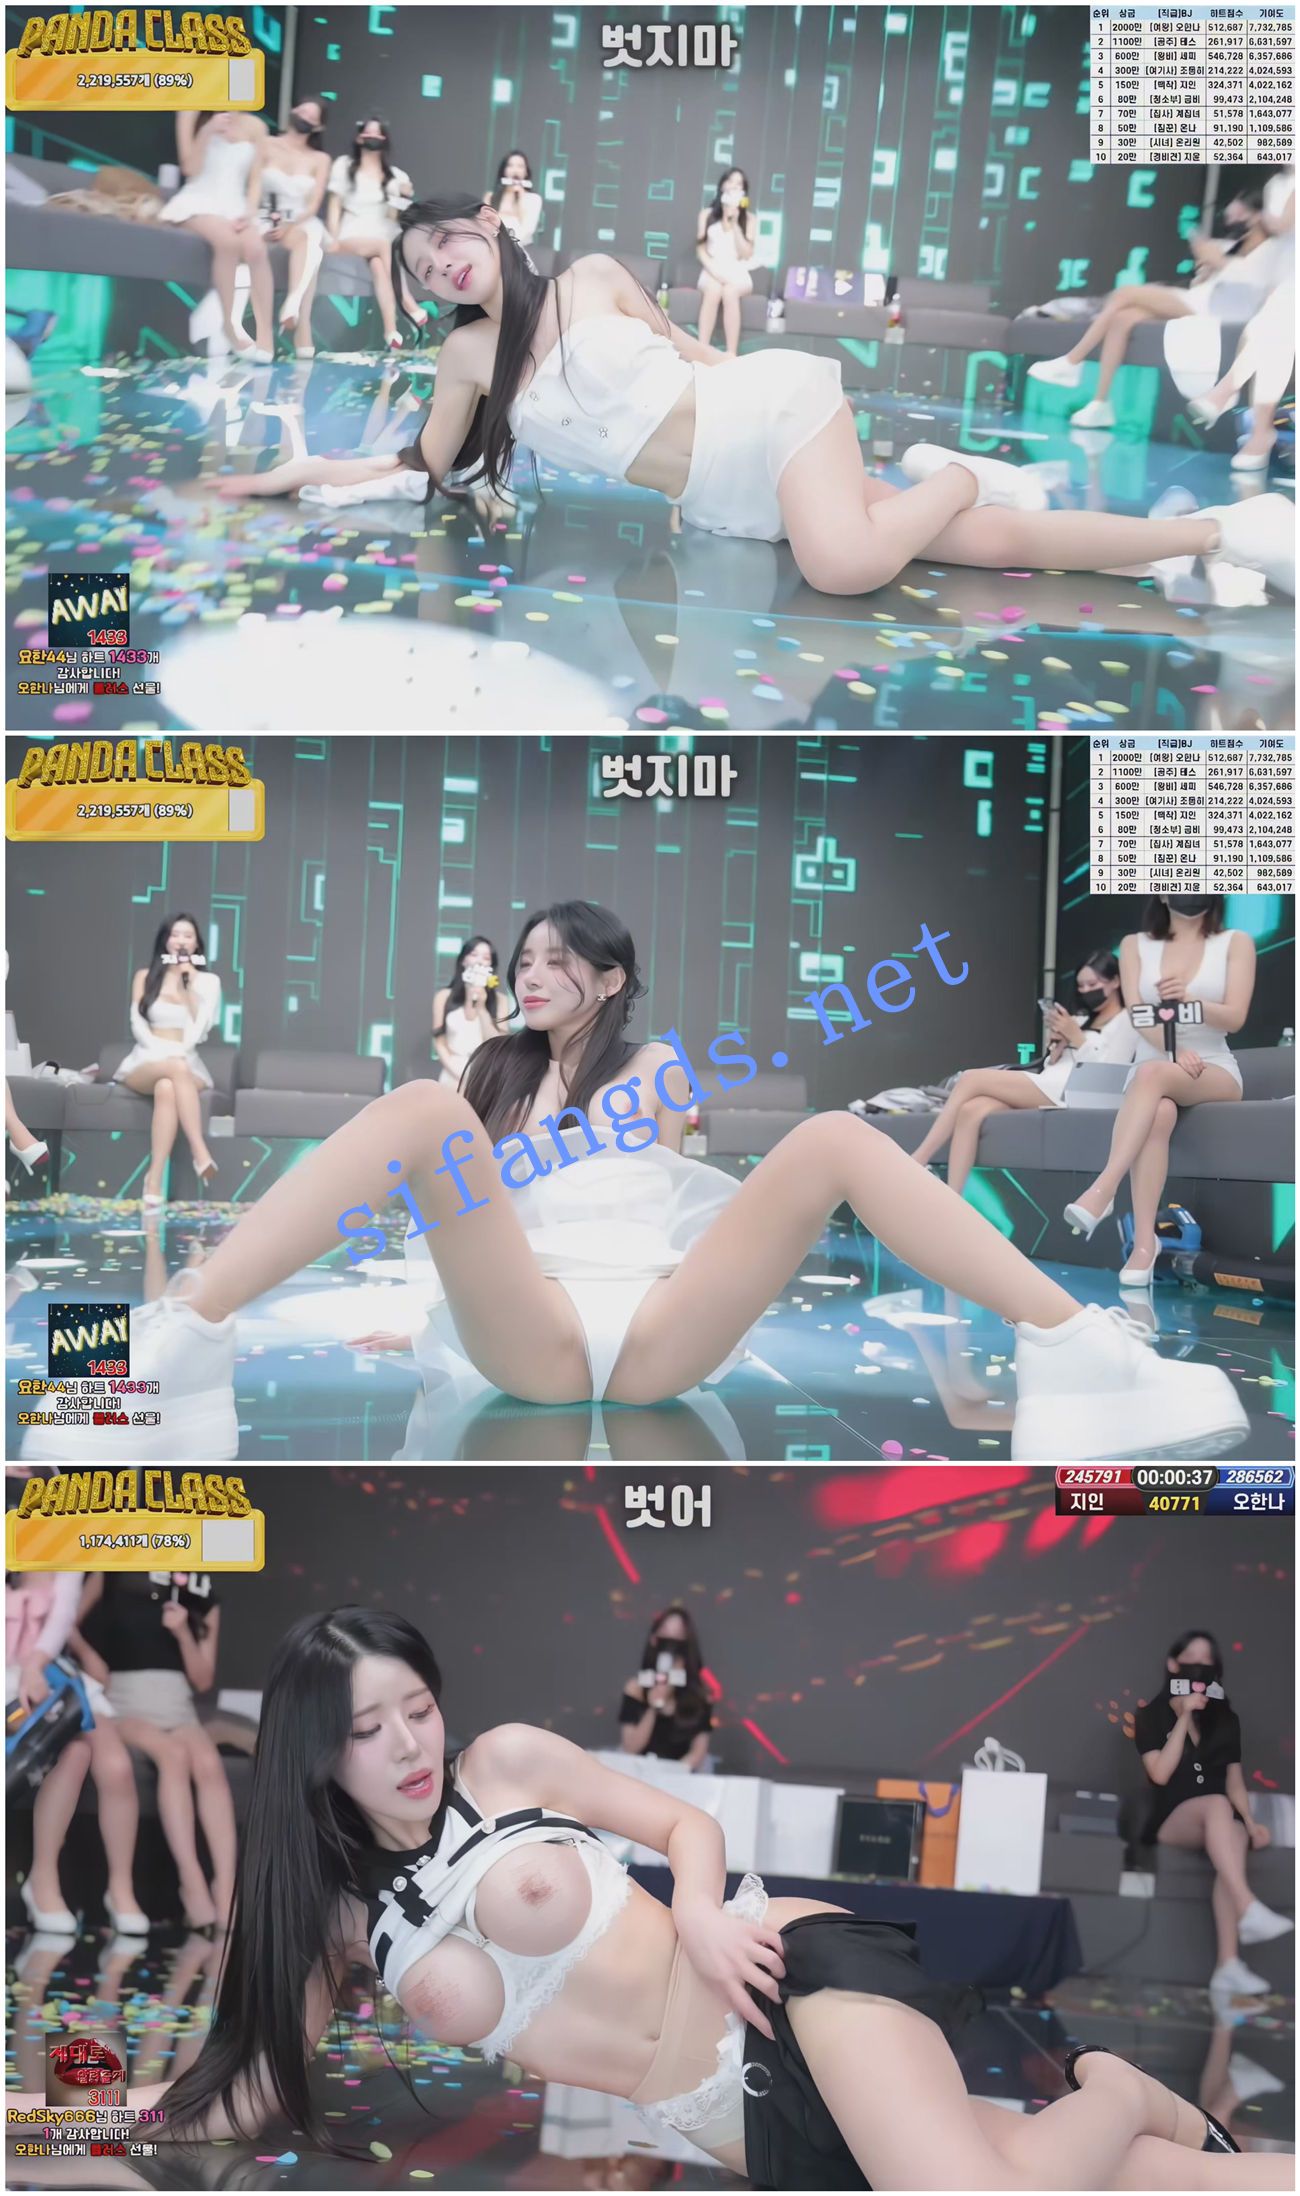 PANDA CLASS
2,219,557개 (89%)
벗지마
순위 상금 [직급]BJ 하트점수 기여도
1 2000만 [여왕] 오한나 512,687 7,732,785
2 1100만 [공주] 테스 261,917 6,631,597
3 600만 [왕비] 세피 546,728 6,357,686
4 300만 [여기사] 조몽히 214,222 4,024,593
5 150만 [백작] 지인 324,371 4,022,162
6 80만 [청소부] 금비 99,473 2,104,248
7 70만 [집사] 계집녀 51,578 1,643,077
8 50만 [짐꾼] 온나 91,190 1,109,586
9 30만 [시녀] 온리원 42,502 982,589
10 20만 [경비견] 지윤 52,364 643,017
AWAY
1433
요한44님 하트 1433개
감사합니다!
오한나님에게 플러스 선물!
PANDA CLASS
2,219,557개 (89%)
벗지마
순위 상금 [직급]BJ 하트점수 기여도
1 2000만 [여왕] 오한나 512,687 7,732,785
2 1100만 [공주] 테스 261,917 6,631,597
3 600만 [왕비] 세피 546,728 6,357,686
4 300만 [여기사] 조몽히 214,222 4,024,593
5 150만 [백작] 지인 324,371 4,022,162
6 80만 [청소부] 금비 99,473 2,104,248
7 70만 [집사] 계집녀 51,578 1,643,077
8 50만 [짐꾼] 온나 91,190 1,109,586
9 30만 [시녀] 온리원 42,502 982,589
10 20만 [경비견] 지윤 52,364 643,017
금♥비
sifangds.net
AWAY
1433
요한44님 하트 1433개
감사합니다!
오한나님에게 플러스 선물!
PANDA CLASS
1,174,411개 (78%)
벗어
245791 00:00:37 286562
지인 40771 오한나
3111
RedSky666님 하트 311
1개 감사합니다!
오한나님에게 플러스 선물!